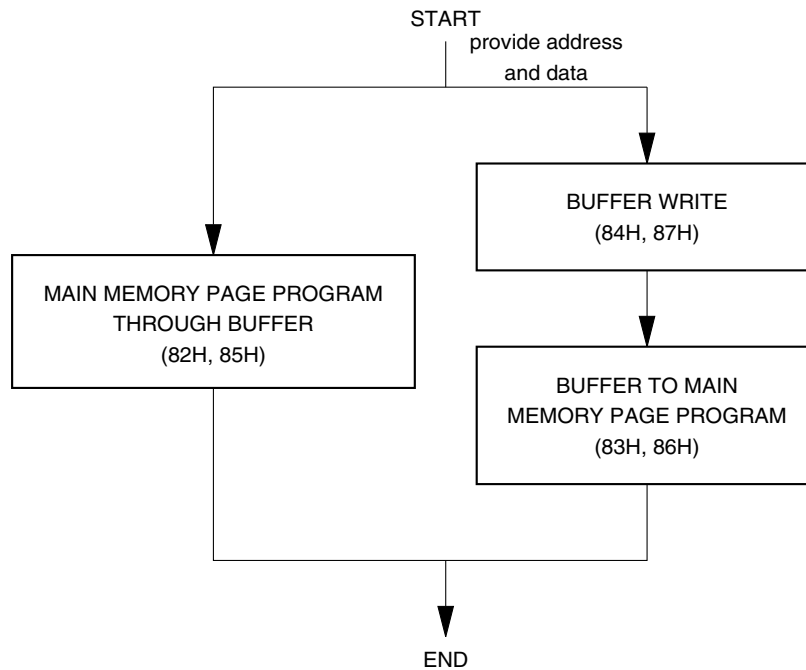 START
provide address
and data
BUFFER WRITE
(84H, 87H)
MAIN MEMORY PAGE PROGRAM
THROUGH BUFFER
(82H, 85H)
BUFFER TO MAIN
MEMORY PAGE PROGRAM
(83H, 86H)
END